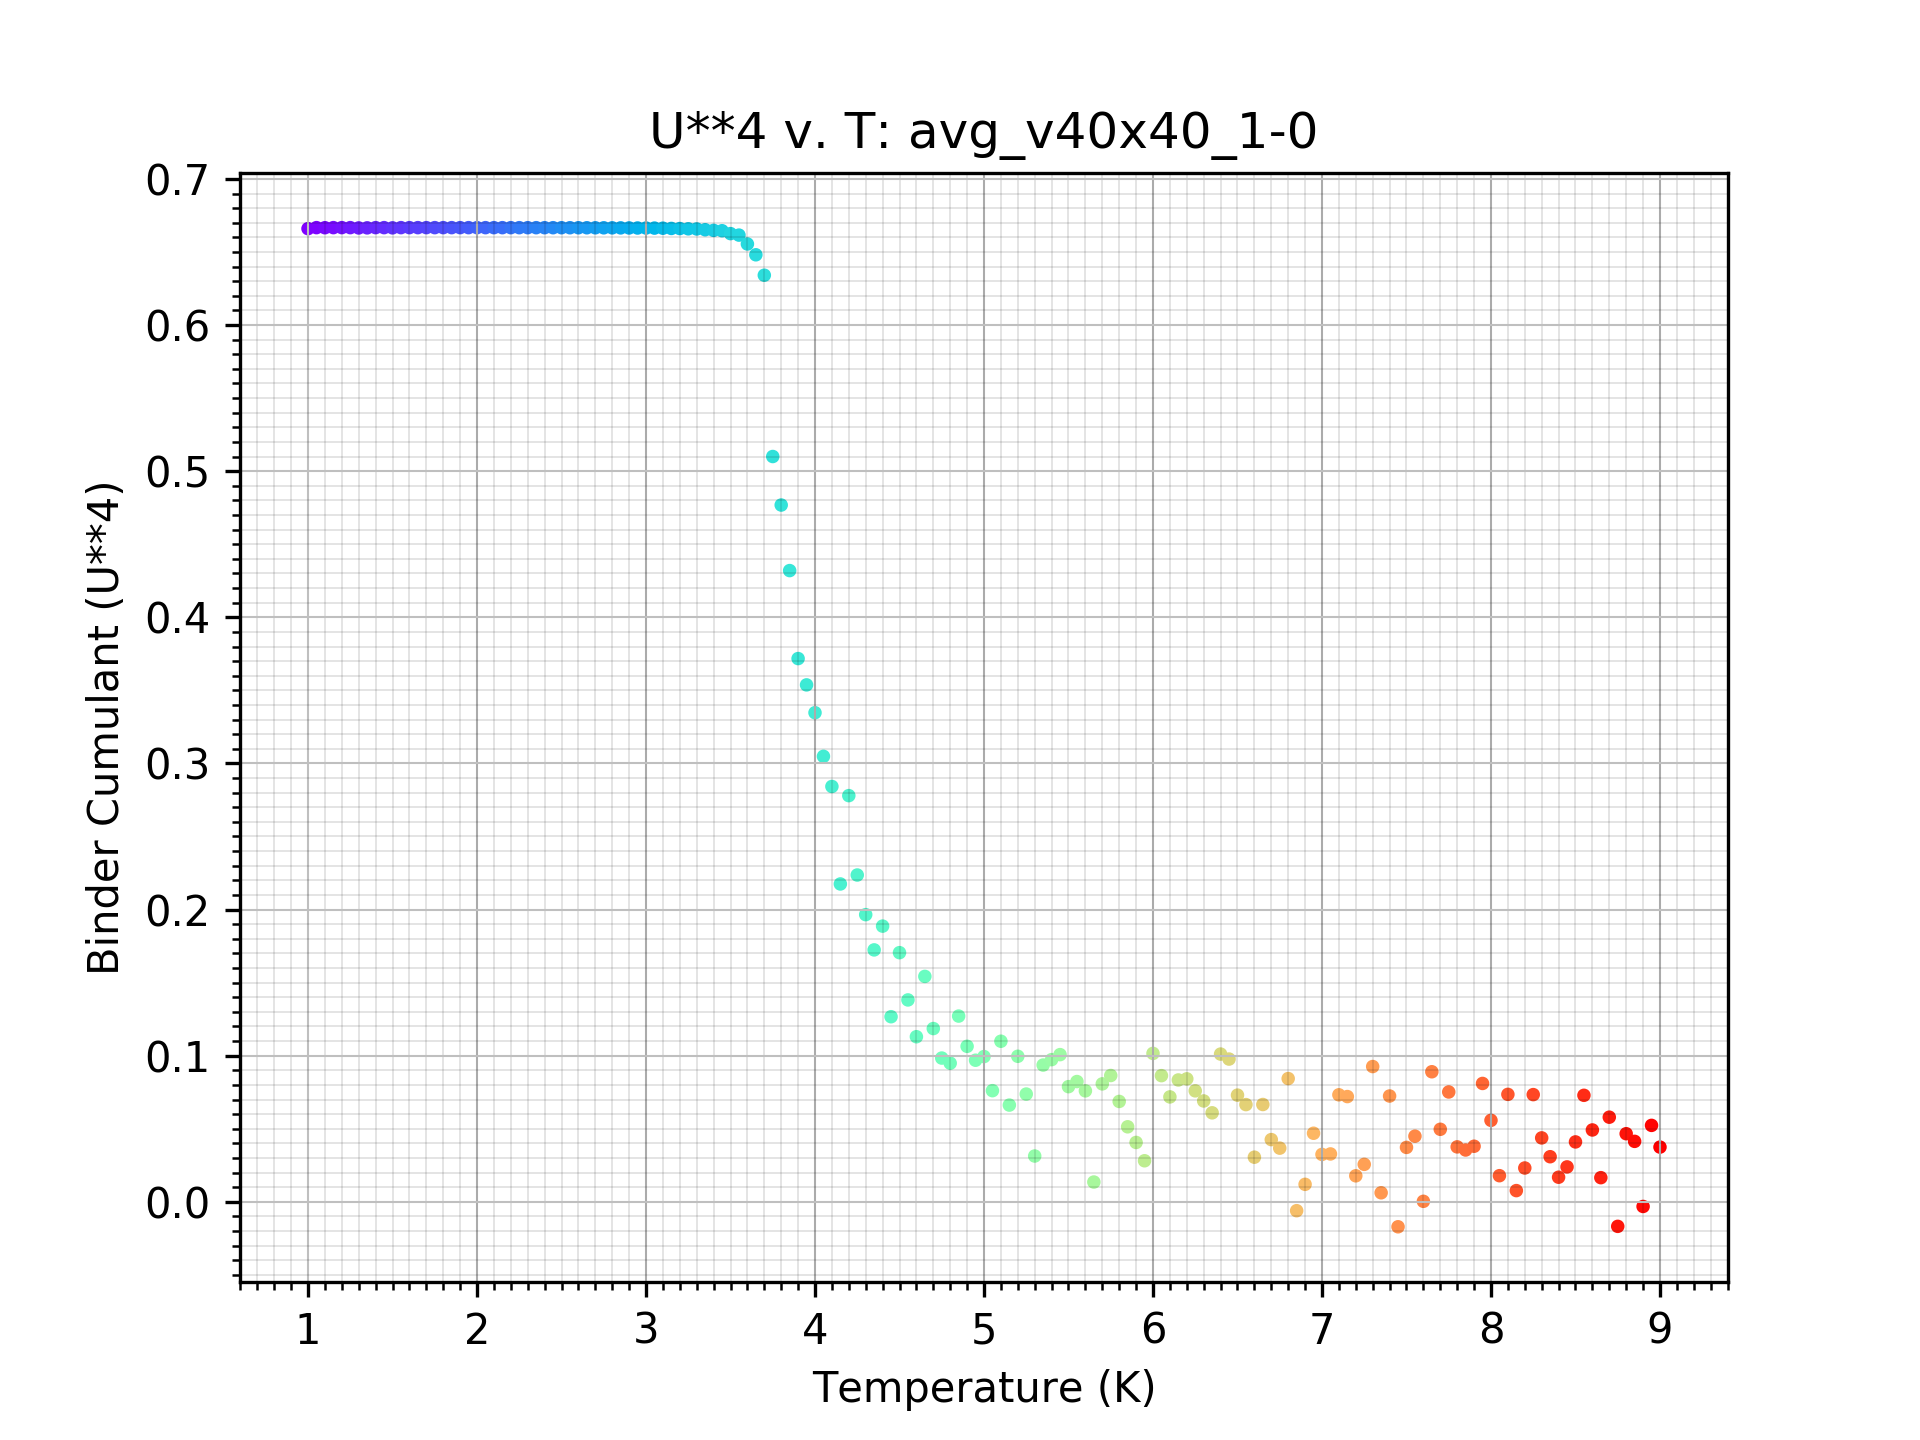 U**4 v. T: avg_v40x40_1-0
0.7
0.6
0.5
0.4
0.3
0.2
0.1
0.0
Binder Cumulant (U**4)
1 2 3 4 5 6 7 8 9
Temperature (K)